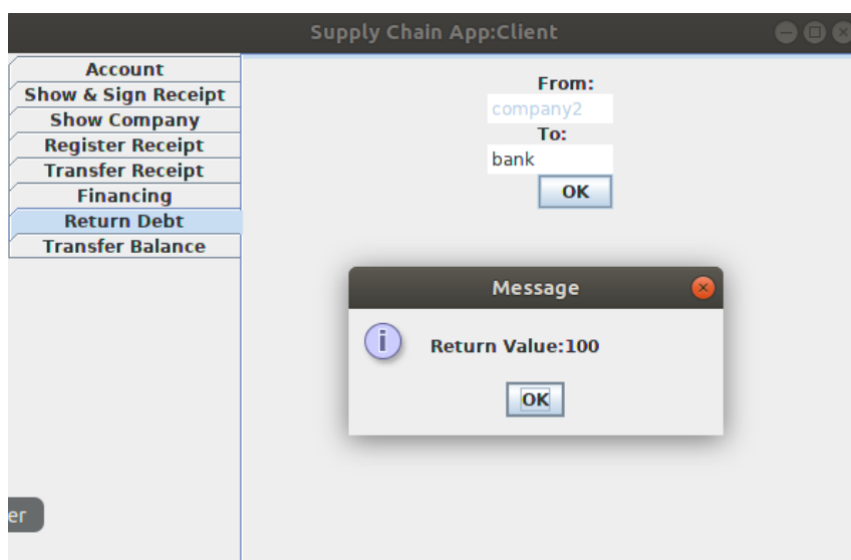 Supply Chain App:Client
Account
Show & Sign Receipt
Show Company
Register Receipt
Transfer Receipt
Financing
Return Debt
Transfer Balance
From:
company2
To:
bank
OK
Message
i
Return Value:100
OK
er